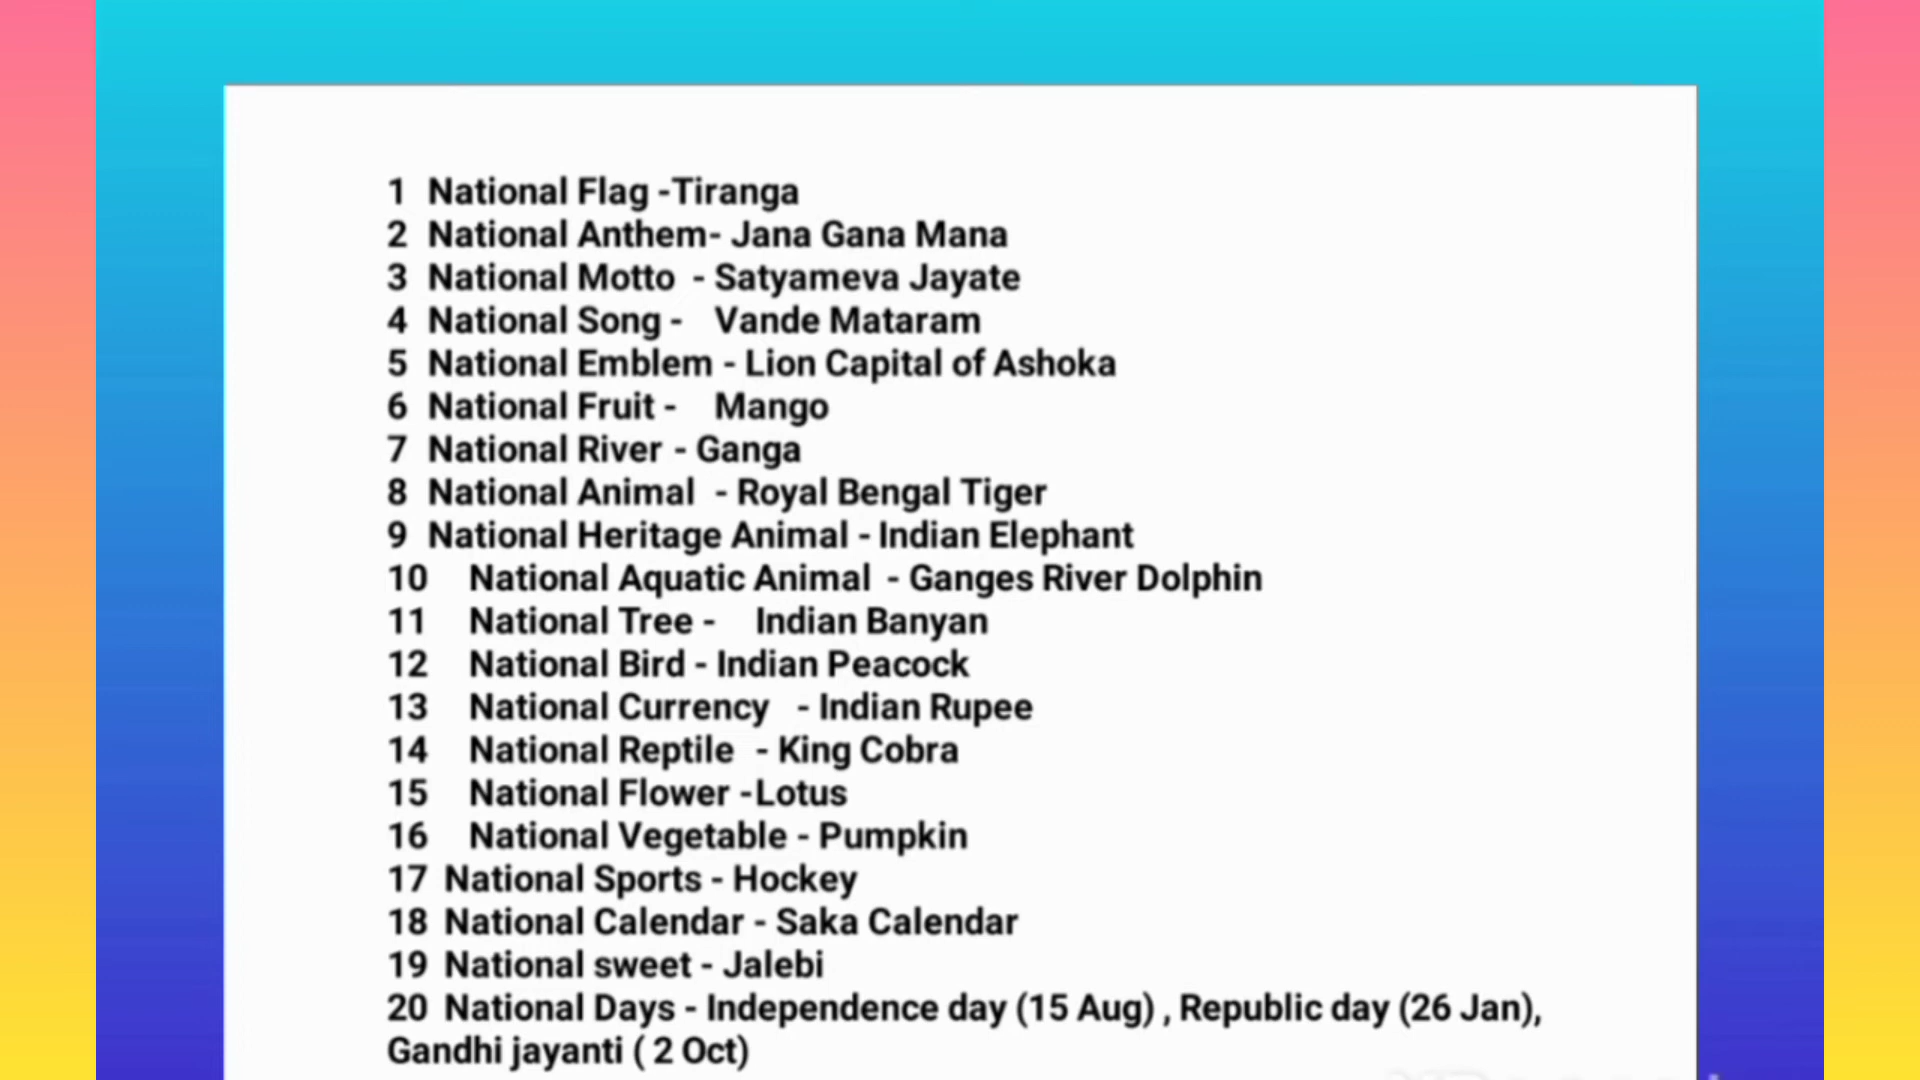 1 National Flag -Tiranga
2 National Anthem- Jana Gana Mana
3 National Motto - Satyameva Jayate
4 National Song - Vande Mataram
5 National Emblem - Lion Capital of Ashoka
6 National Fruit - Mango
7 National River - Ganga
8 National Animal - Royal Bengal Tiger
9 National Heritage Animal - Indian Elephant
10 National Aquatic Animal - Ganges River Dolphin
11 National Tree - Indian Banyan
12 National Bird - Indian Peacock
13 National Currency - Indian Rupee
14 National Reptile - King Cobra
15 National Flower -Lotus
16 National Vegetable - Pumpkin
17 National Sports - Hockey
18 National Calendar - Saka Calendar
19 National sweet - Jalebi
20 National Days - Independence day (15 Aug) , Republic day (26 Jan),
Gandhi jayanti ( 2 Oct)